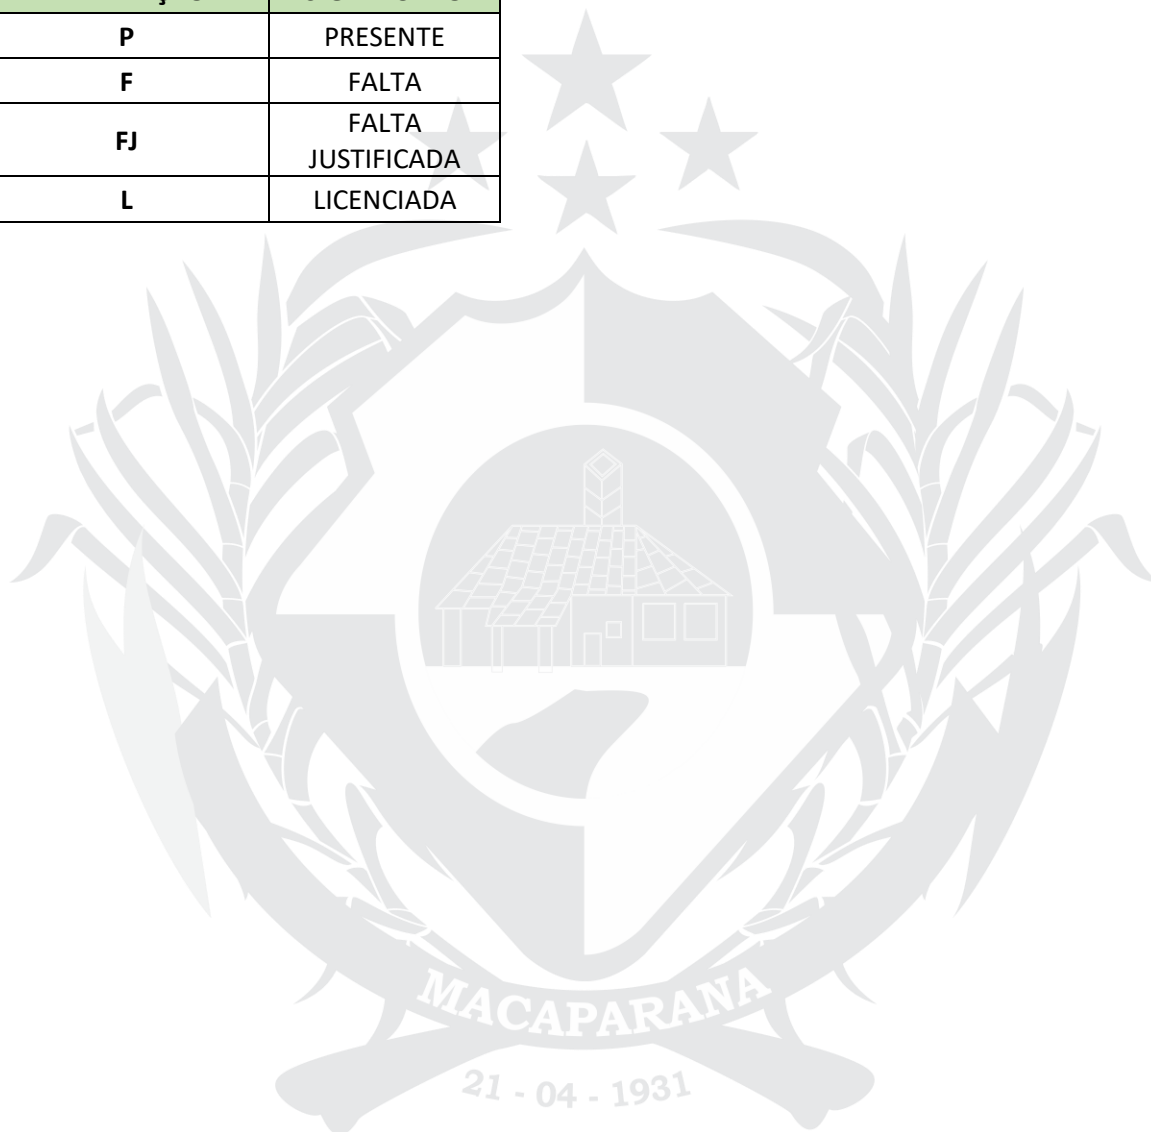 P PRESENTE
F FALTA
FJ FALTA
JUSTIFICADA
L LICENCIADA
MACAPARANA
21 - 04 - 1931